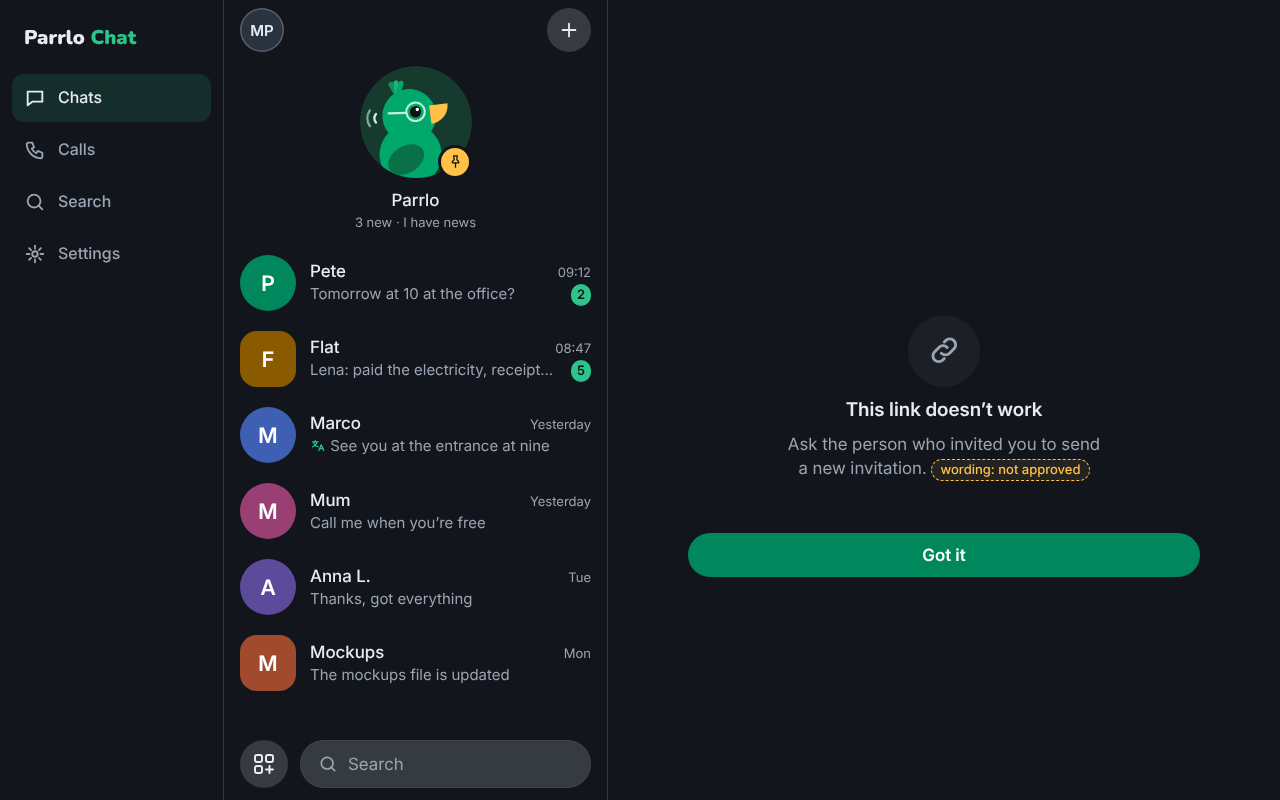 Parrlo Chat
Chats
Calls
Search
Settings
MP
Parrlo
3 new · I have news
P
Pete
09:12
Tomorrow at 10 at the office?
2
F
Flat
08:47
Lena: paid the electricity, receipt…
5
M
Marco
Yesterday
See you at the entrance at nine
M
Mum
Yesterday
Call me when you’re free
A
Anna L.
Tue
Thanks, got everything
M
Mockups
Mon
The mockups file is updated
Search
This link doesn’t work
Ask the person who invited you to send
a new invitation. wording: not approved
Got it